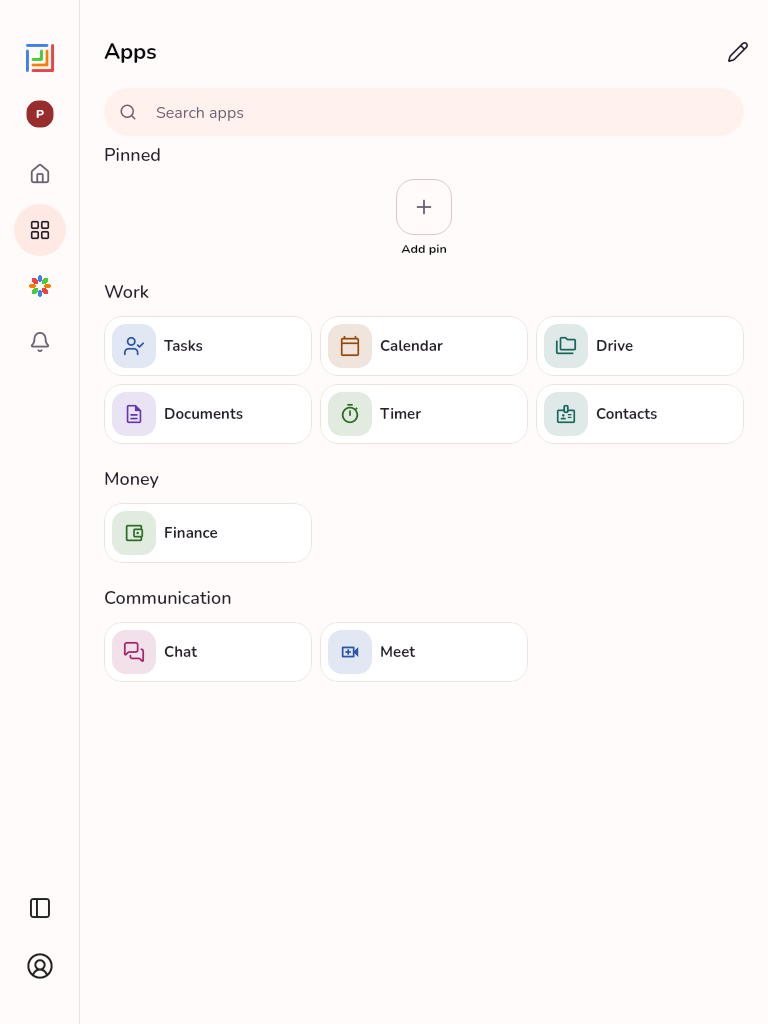 Apps
P
Search apps
Pinned
Add pin
Work
Tasks
Calendar
Drive
Documents
Timer
Contacts
Money
Finance
Communication
Chat
Meet